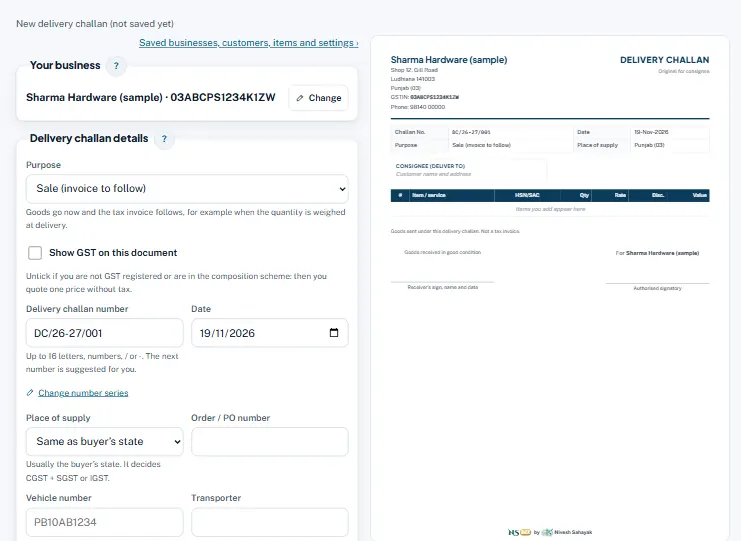 New delivery challan (not saved yet)
Saved businesses, customers, items and settings ›
Your business ?
Sharma Hardware (sample) · 03ABCPS1234K1ZW
Change
Delivery challan details ?
Purpose
Sale (invoice to follow)
Goods go now and the tax invoice follows, for example when the quantity is weighed
at delivery.
Show GST on this document
Untick if you are not GST registered or are in the composition scheme: then you
quote one price without tax.
Delivery challan number
Date
DC/26-27/001
19/11/2026
Up to 16 letters, numbers, / or -. The next
number is suggested for you.
Change number series
Place of supply
Order / PO number
Same as buyer's state
Usually the buyer's state. It decides
CGST + SGST or IGST.
Vehicle number
Transporter
PB10AB1234
Sharma Hardware (sample)
DELIVERY CHALLAN
Shop 12, Gill Road
Original for consignee
Ludhiana 141003
Punjab (03)
GSTIN: 03ABCPS1234K1ZW
Phone: 98140 00000
Challan No. DC/26-27/001 Date 19-Nov-2026
Purpose Sale (invoice to follow) Place of supply Punjab (03)
CONSIGNEE (DELIVER TO)
Customer name and address
# Item / service HSN/SAC Qty Rate Disc. Value
Items you add appear here.
Goods sent under this delivery challan. Not a tax invoice.
Goods received in good condition
For Sharma Hardware (sample)
Receiver's sign, name and date
Authorised signatory
by Nivesh Sahayak